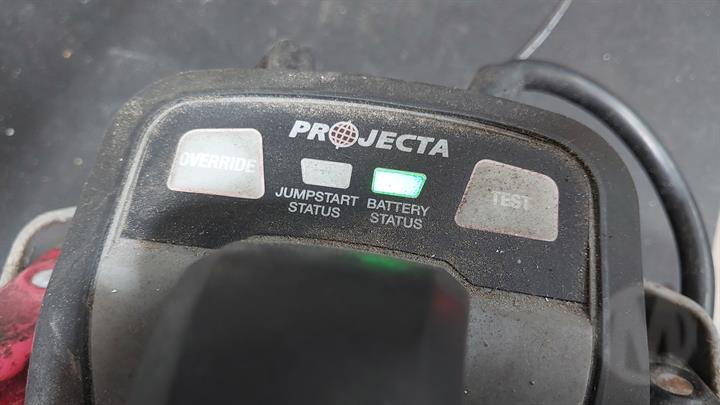 PROJECTA
OVERRIDE
JUMPSTART
STATUS
BATTERY
STATUS
TEST